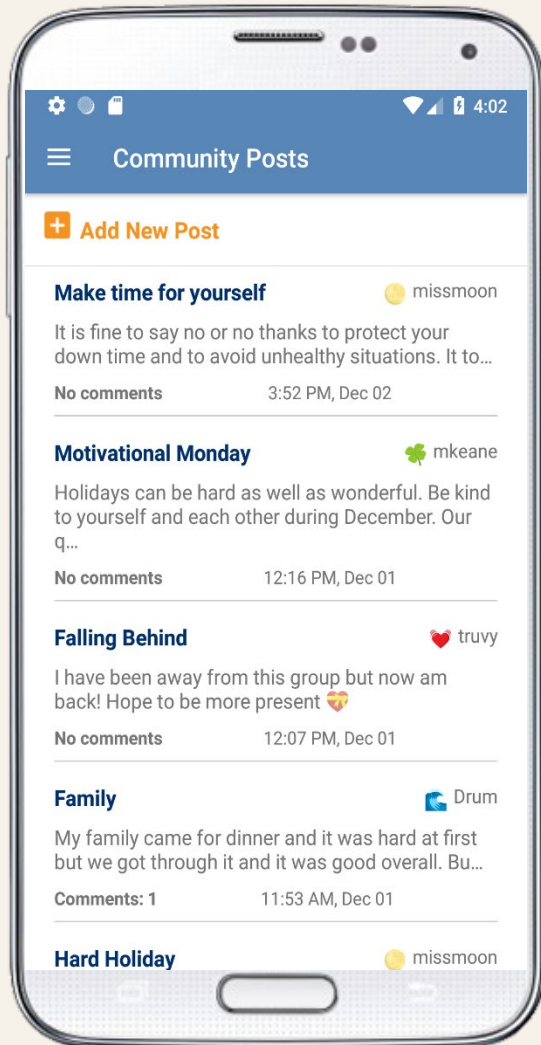 4:02
Community Posts
Add New Post
Make time for yourself
missmoon
It is fine to say no or no thanks to protect your
down time and to avoid unhealthy situations. It to...
No comments 3:52 PM, Dec 02
Motivational Monday
mkeane
Holidays can be hard as well as wonderful. Be kind
to yourself and each other during December. Our
q...
No comments 12:16 PM, Dec 01
Falling Behind
truvy
I have been away from this group but now am
back! Hope to be more present 💝
No comments 12:07 PM, Dec 01
Family
Drum
My family came for dinner and it was hard at first
but we got through it and it was good overall. Bu...
Comments: 1 11:53 AM, Dec 01
Hard Holiday
missmoon